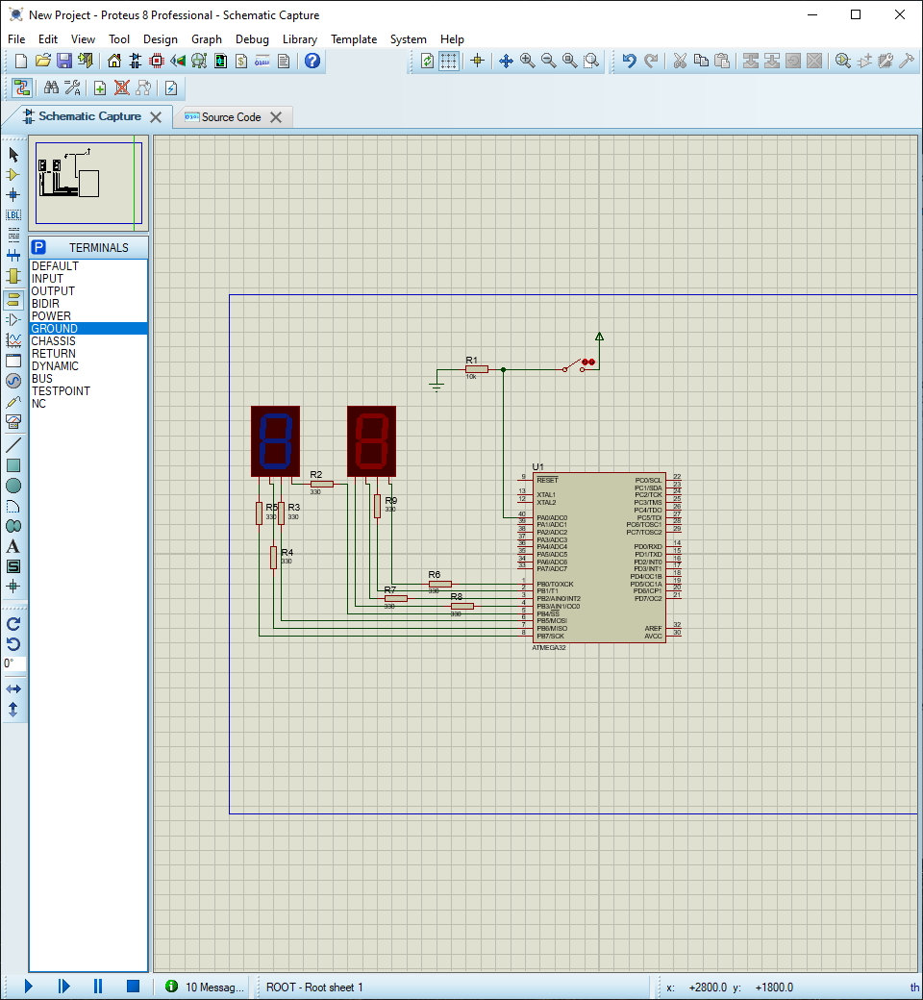 New Project - Proteus 8 Professional - Schematic Capture
File Edit View Tool Design Graph Debug Library Template System Help
Schematic Capture Source Code
LBL
P TERMINALS
DEFAULT
INPUT
OUTPUT
BIDIR
POWER
GROUND
CHASSIS
RETURN
DYNAMIC
BUS
TESTPOINT
NC
A
S
0°
R1
10k
R2
330
R5
330
R3
330
R4
330
R9
330
R6
330
R7
330
R8
330
U1
9 RESET PC0/SCL 22
PC1/SDA 23
13 XTAL1 PC2/TCK 24
12 XTAL2 PC3/TMS 25
PC4/TDO 26
40 PA0/ADC0 PC5/TDI 27
39 PA1/ADC1 PC6/TOSC1 28
38 PA2/ADC2 PC7/TOSC2 29
37 PA3/ADC3
36 PA4/ADC4 PD0/RXD 14
35 PA5/ADC5 PD1/TXD 15
34 PA6/ADC6 PD2/INT0 16
33 PA7/ADC7 PD3/INT1 17
PD4/OC1B 18
1 PB0/T0/XCK PD5/OC1A 19
2 PB1/T1 PD6/ICP1 20
3 PB2/AIN0/INT2 PD7/OC2 21
4 PB3/AIN1/OC0
5 PB4/SS
6 PB5/MOSI
7 PB6/MISO AREF 32
8 PB7/SCK AVCC 30
ATMEGA32
10 Messag... ROOT - Root sheet 1 x: +2800.0 y: +1800.0 th